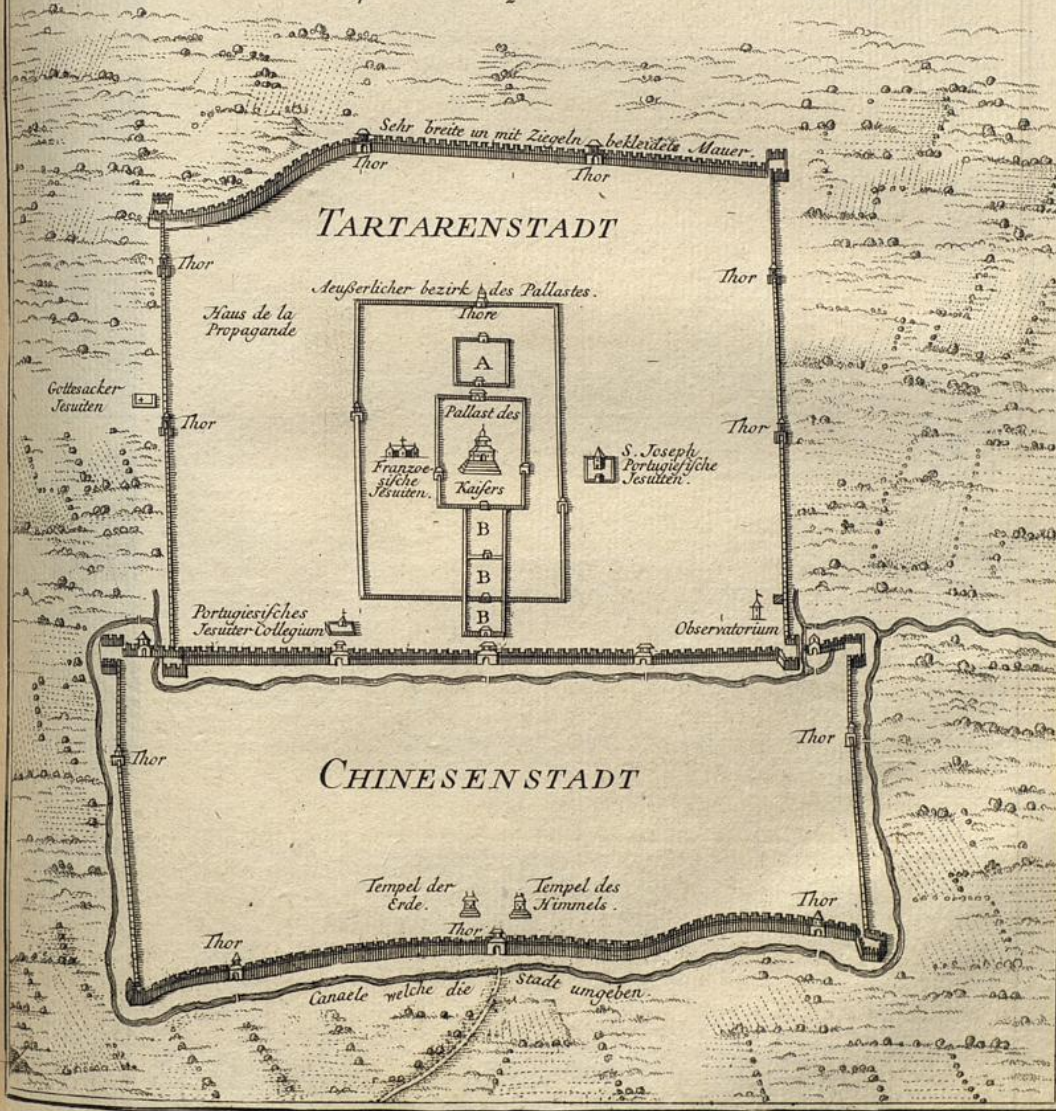 Sehr breite un mit Ziegeln bekleidete Mauer.
Thor
Thor
TARTARENSTADT
Thor
Thor
Aeußerlicher bezirk des Pallastes.
Thore
Haus de la
Propagande
A
Gottesacker
Jesuiten
Pallast des
Kaisers
Thor
Thor
Franzoe-
sische
Jesuiten.
S. Joseph
Portugiesische
Jesuiten.
B
B
B
Portugiesisches
Jesuiter-Collegium
Observatorium
Thor
Thor
CHINESENSTADT
Tempel der
Erde.
Tempel des
Himmels.
Thor
Thor
Thor
Canaele welche die Stadt umgeben.